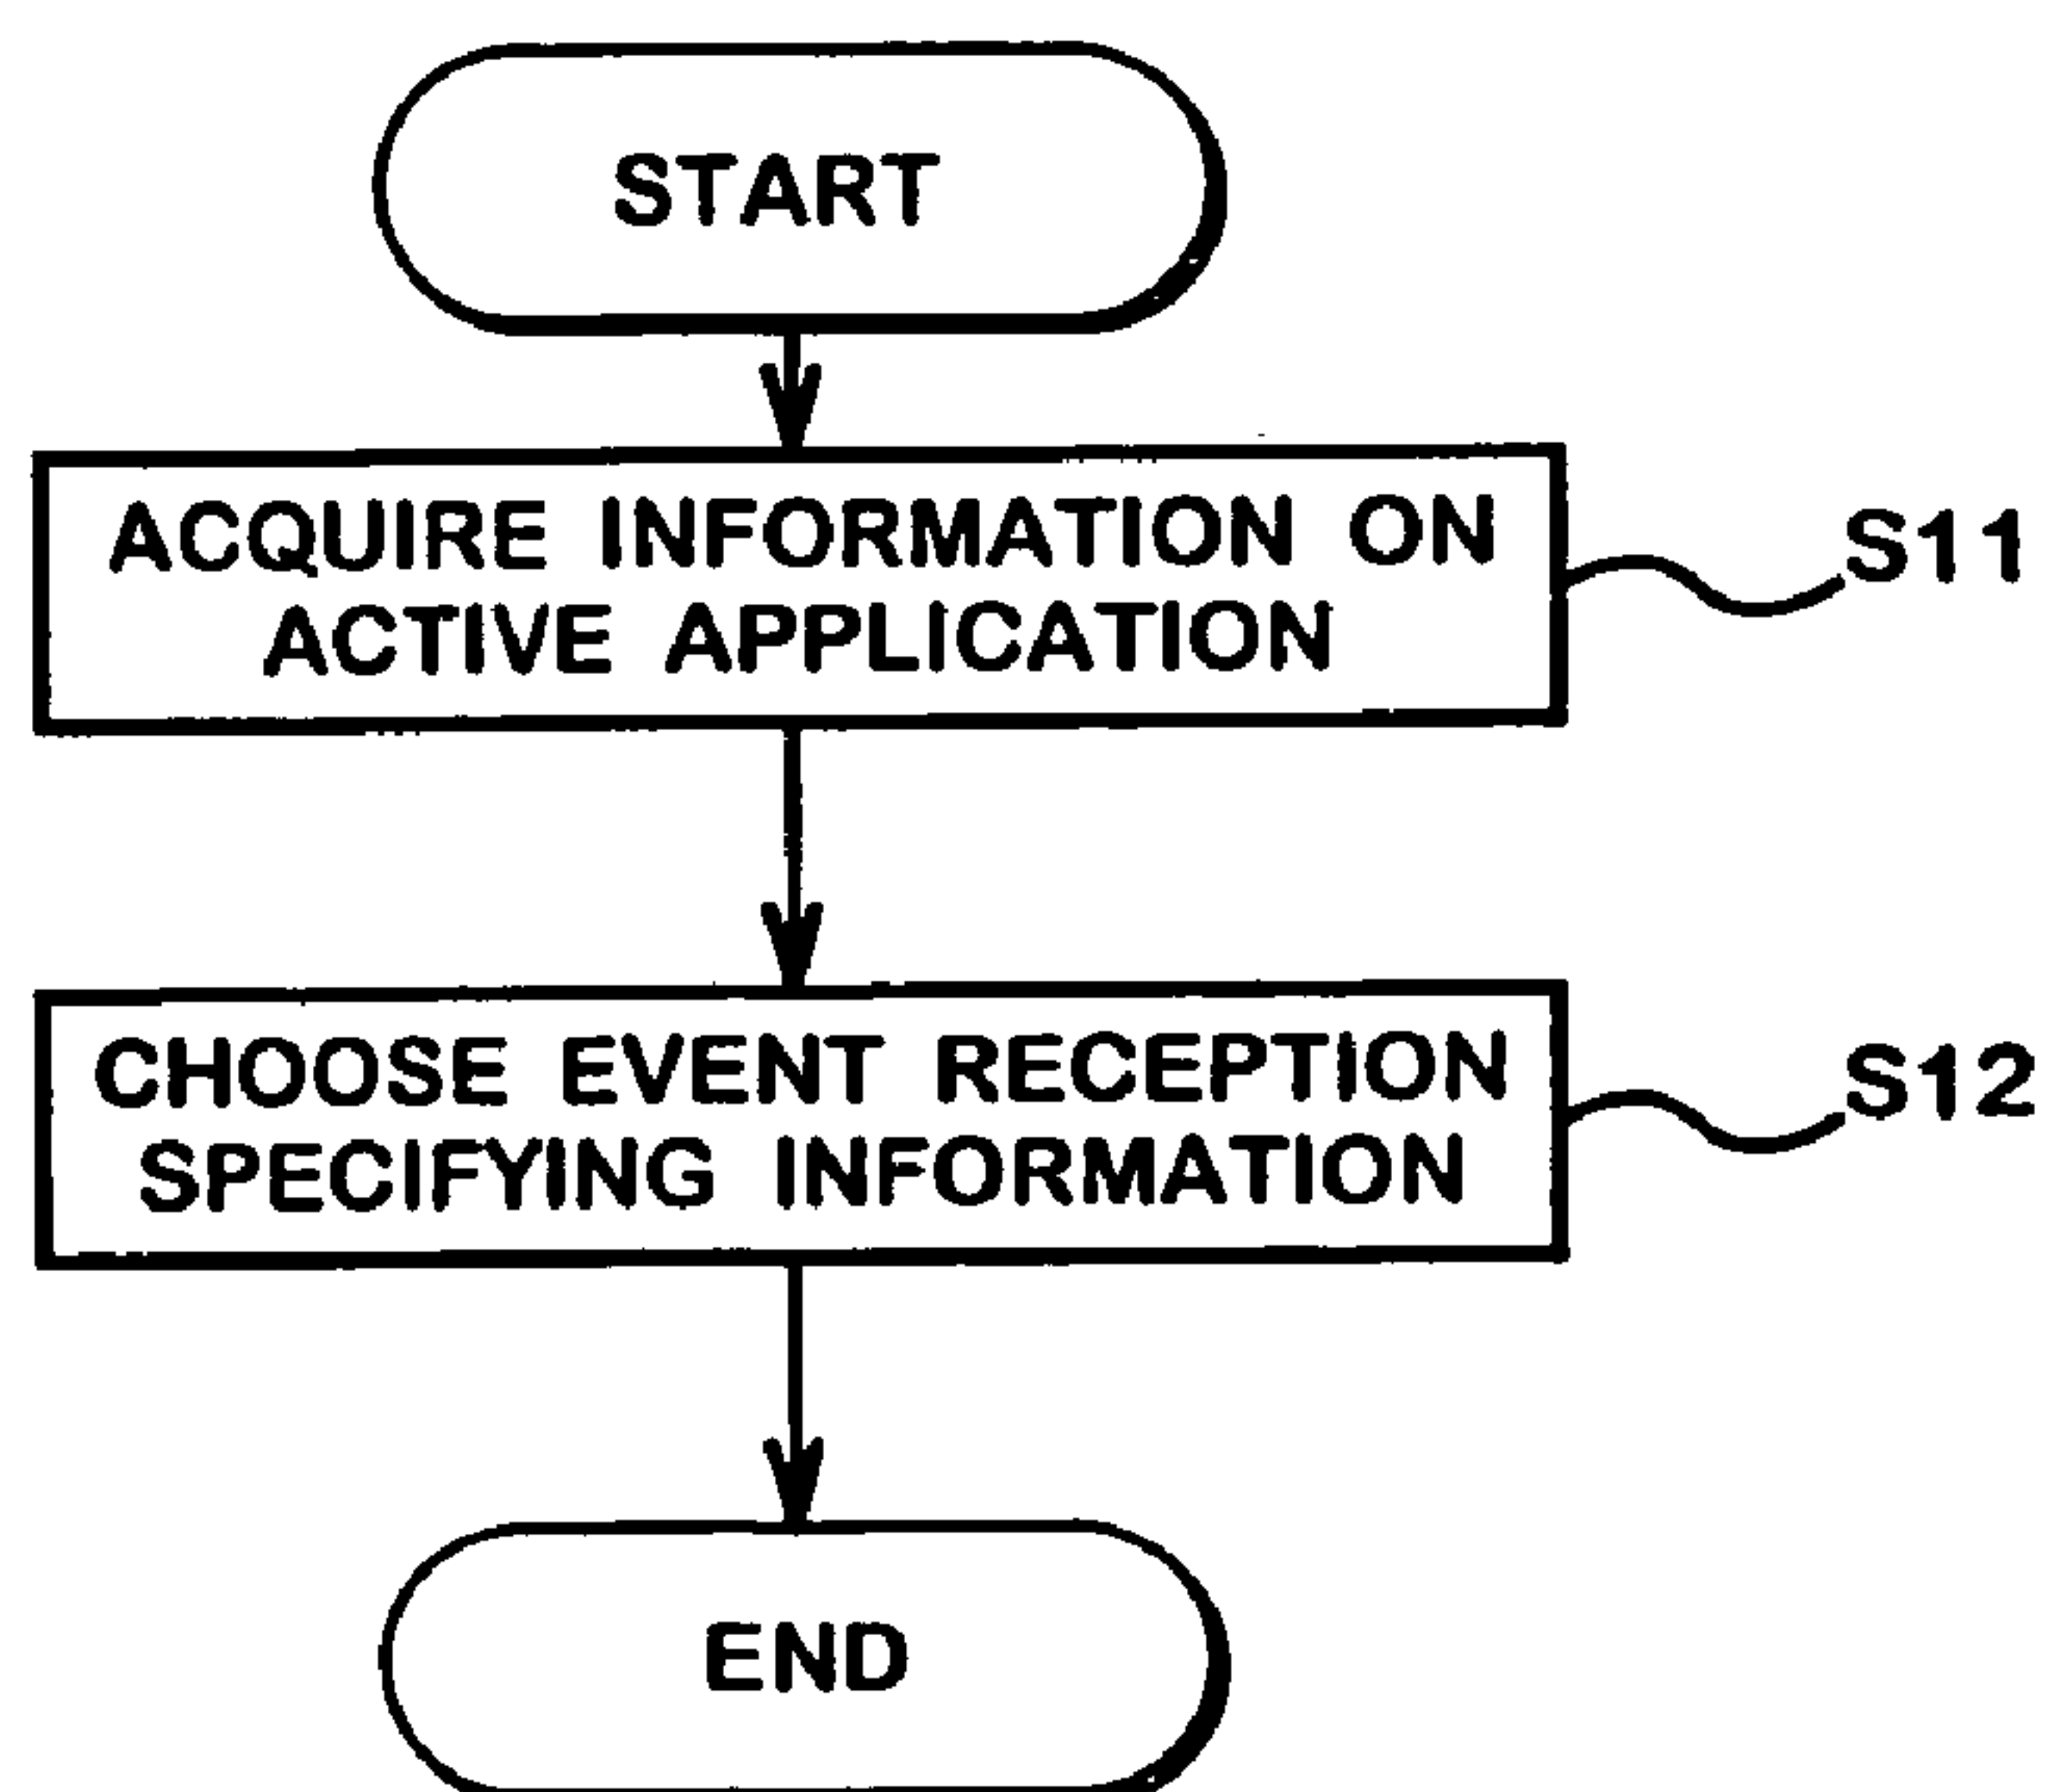 START
ACQUIRE INFORMATION ON
ACTIVE APPLICATION
S11
CHOOSE EVENT RECEPTION
SPECIFYING INFORMATION
S12
END